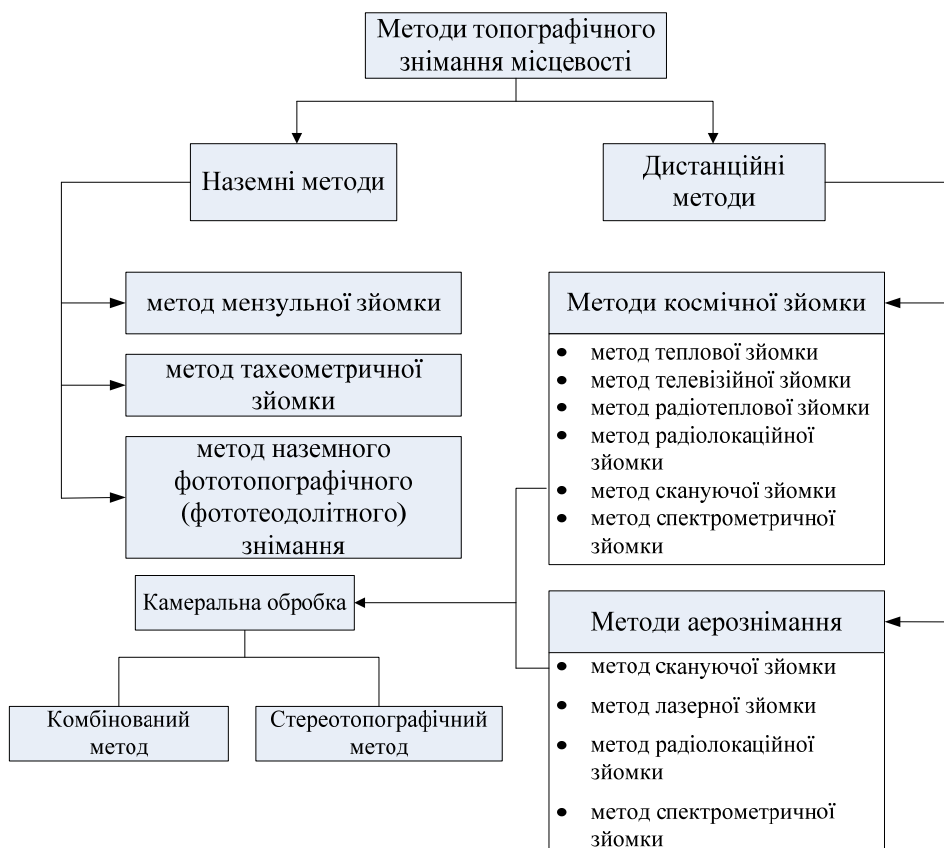 Методи топографічного
знімання місцевості
Наземні методи
Дистанційні
методи
метод мензульної зйомки
метод тахеометричної
зйомки
метод наземного
фототопографічного
(фототеодолітного)
знімання
Методи космічної зйомки
• метод теплової зйомки
• метод телевізійної зйомки
• метод радіотеплової зйомки
• метод радіолокаційної
зйомки
• метод скануючої зйомки
• метод спектрометричної
зйомки
Камеральна обробка
Комбінований
метод
Стереотопографічний
метод
Методи аерознімання
• метод скануючої зйомки
• метод лазерної зйомки
• метод радіолокаційної
зйомки
• метод спектрометричної
зйомки